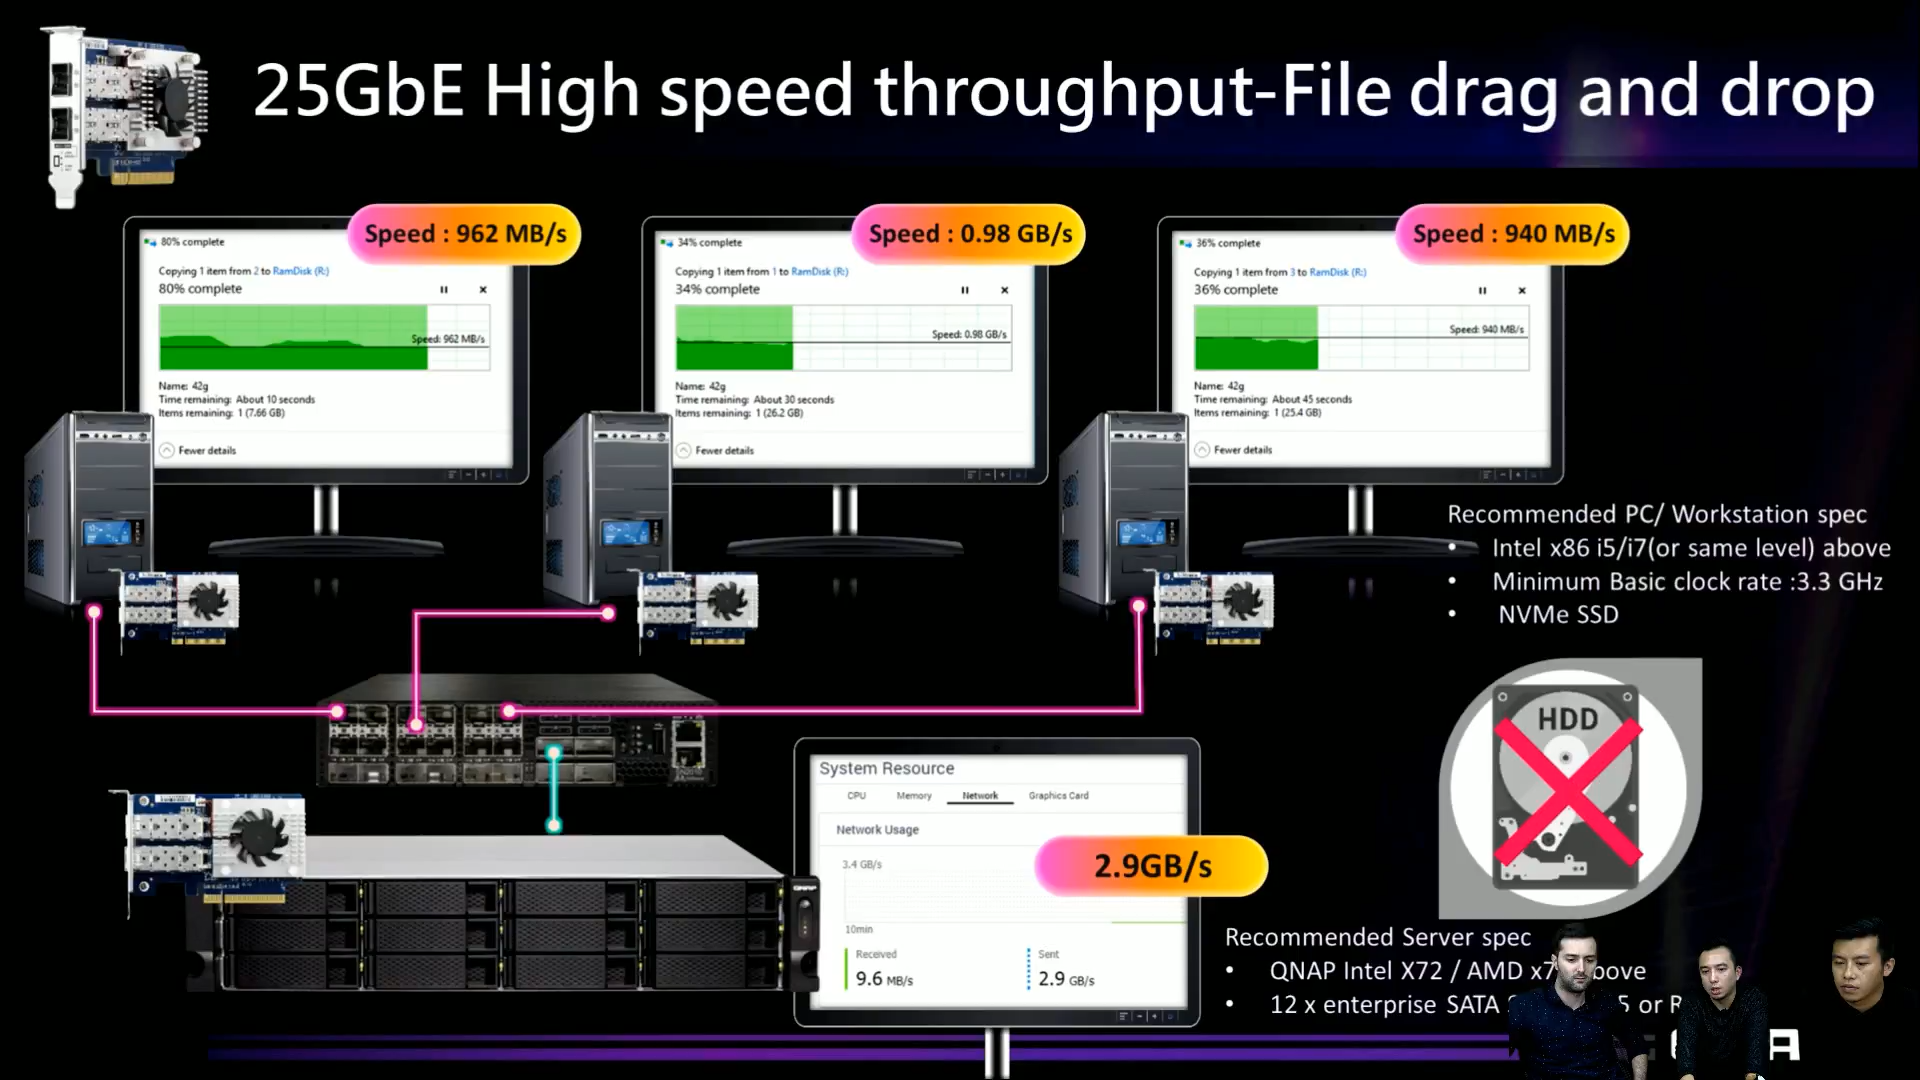 25GbE High speed throughput-File drag and drop
Speed : 962 MB/s
80% complete
Copying 1 item from 2 to RamDisk (R:)
80% complete
Speed: 962 MB/s
Name: 42g
Time remaining: About 10 seconds
Items remaining: 1 (7.66 GB)
Fewer details
Speed : 0.98 GB/s
34% complete
Copying 1 item from 1 to RamDisk (R:)
34% complete
Speed: 0.98 GB/s
Name: 42g
Time remaining: About 30 seconds
Items remaining: 1 (26.2 GB)
Fewer details
Speed : 940 MB/s
36% complete
Copying 1 item from 3 to RamDisk (R:)
36% complete
Speed: 940 MB/s
Name: 42g
Time remaining: About 45 seconds
Items remaining: 1 (25.4 GB)
Fewer details
Recommended PC/ Workstation spec
• Intel x86 i5/i7(or same level) above
• Minimum Basic clock rate :3.3 GHz
• NVMe SSD
HDD
System Resource
CPU Memory Network Graphics Card
Network Usage
3.4 GB/s
2.9GB/s
10min
Received
9.6 MB/s
Sent
2.9 GB/s
QNAP
Recommended Server spec
• QNAP Intel X72 / AMD
• 12 x enterprise SATA